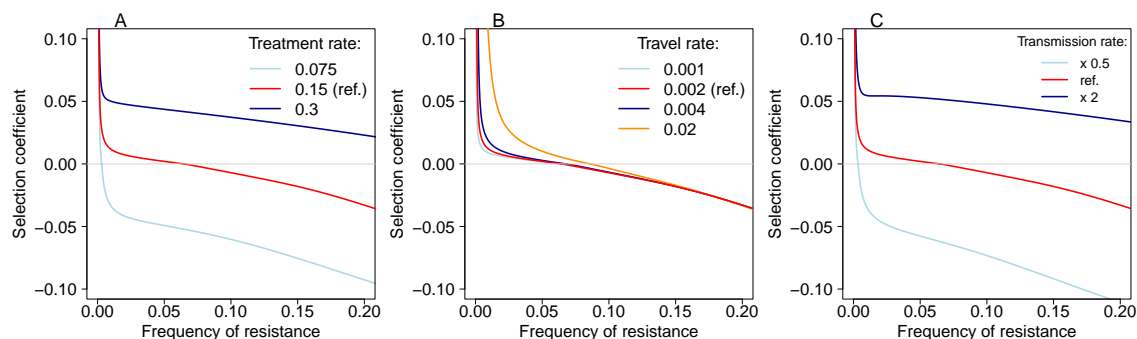 A
Treatment rate:
0.075
0.15 (ref.)
0.3
0.10
0.05
0.00
−0.05
−0.10
Selection coefficient
0.00
0.05
0.10
0.15
0.20
Frequency of resistance
B
Travel rate:
0.001
0.002 (ref.)
0.004
0.02
0.10
0.05
0.00
−0.05
−0.10
Selection coefficient
0.00
0.05
0.10
0.15
0.20
Frequency of resistance
C
Transmission rate:
x 0.5
ref.
x 2
0.10
0.05
0.00
−0.05
−0.10
Selection coefficient
0.00
0.05
0.10
0.15
0.20
Frequency of resistance